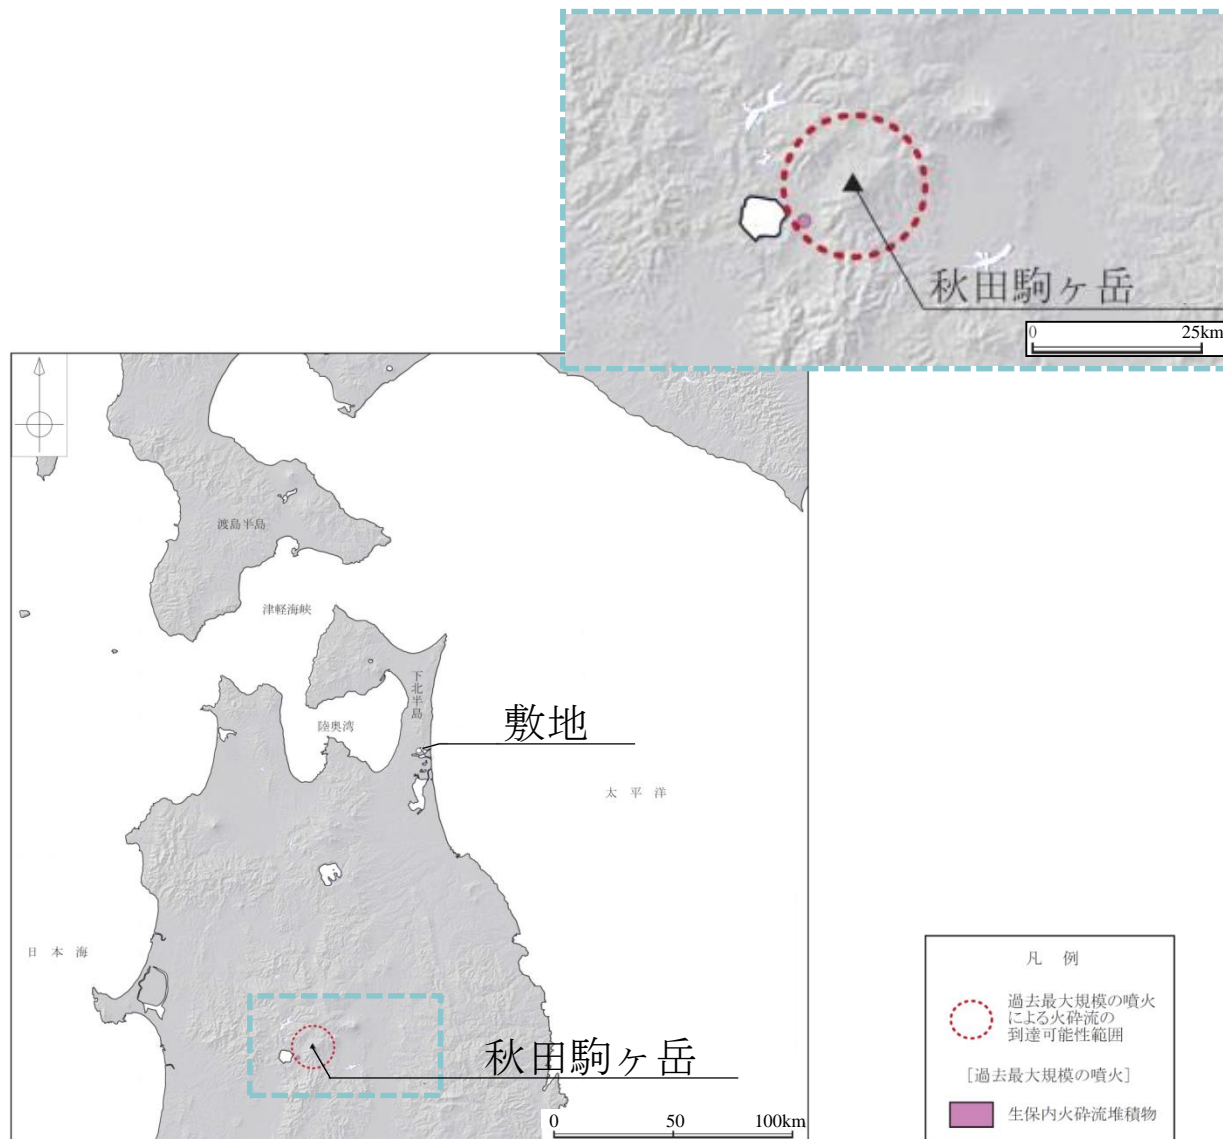 秋田駒ヶ岳
0 25km
渡島半島
津軽海峡
下北半島
陸奥湾
敷地
太平洋
日本海
秋田駒ヶ岳
0 50 100km
凡例
過去最大規模の噴火
による火砕流の
到達可能性範囲
[過去最大規模の噴火]
生保内火砕流堆積物